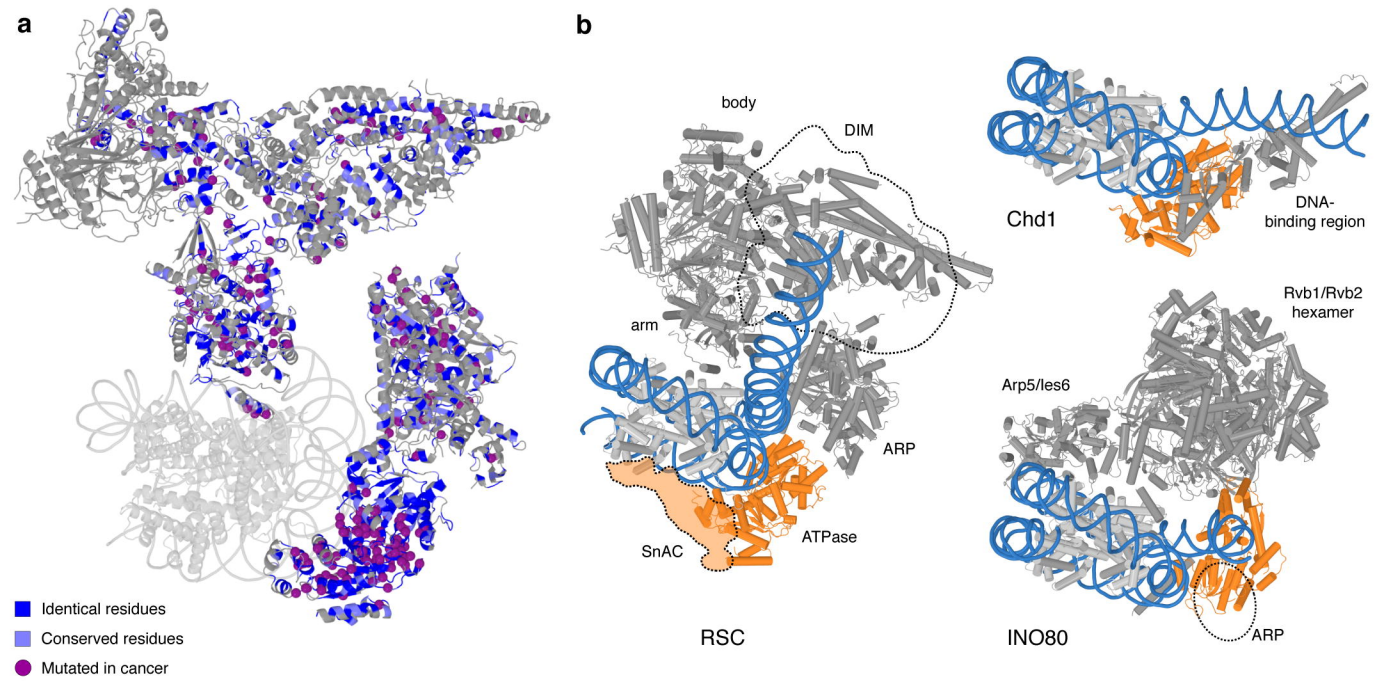 a
Identical residues
Conserved residues
Mutated in cancer
b
body
DIM
arm
ARP
ATPase
SnAC
RSC
Chd1
DNA-
binding region
Rvb1/Rvb2
hexamer
Arp5/Ies6
INO80
ARP